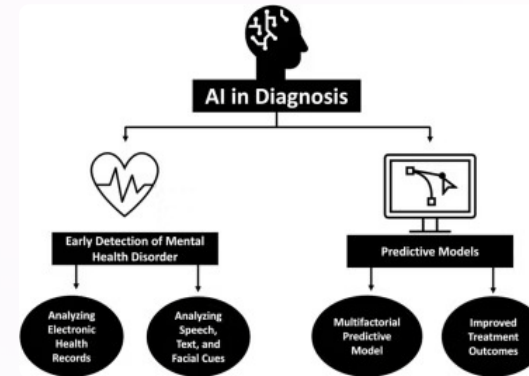 AI in Diagnosis
Early Detection of Mental
Health Disorder
Predictive Models
Analyzing
Electronic
Health
Records
Analyzing
Speech,
Text, and
Facial Cues
Multifactorial
Predictive
Model
Improved
Treatment
Outcomes